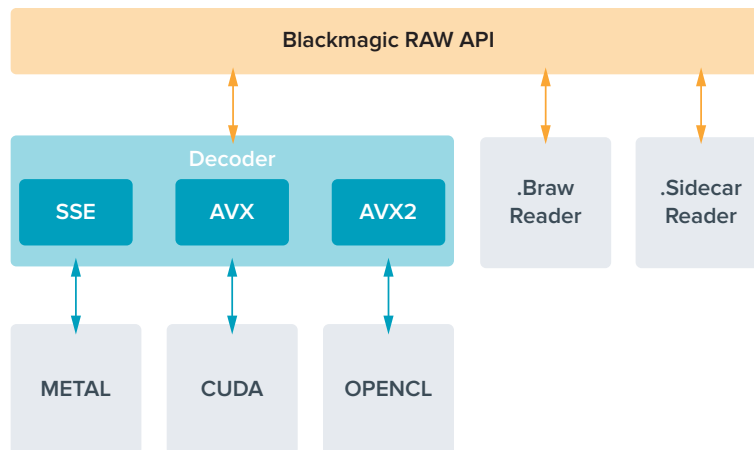 Blackmagic RAW API
Decoder
SSE
AVX
AVX2
.Braw
Reader
.Sidecar
Reader
METAL
CUDA
OPENCL